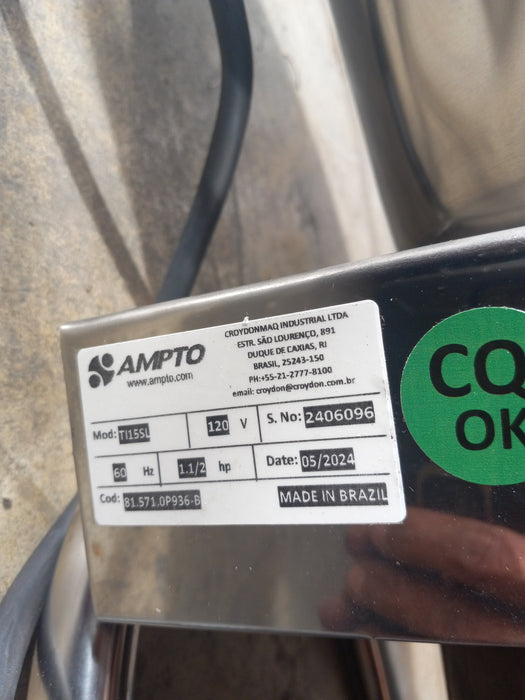 AMPTO
www.ampto.com
CROYDONMAQ INDUSTRIAL LTDA
ESTR. SÃO LOURENÇO, 891
DUQUE DE CAXIAS, RJ
BRASIL, 25243-150
PH:+55-21-2777-8100
email: croydon@croydon.com.br
Mod: TI15SL 120 V S. No: 2406096
60 Hz 1.1/2 hp Date: 05/2024
Cod: 81.571.0P936-B MADE IN BRAZIL
CQ
OK